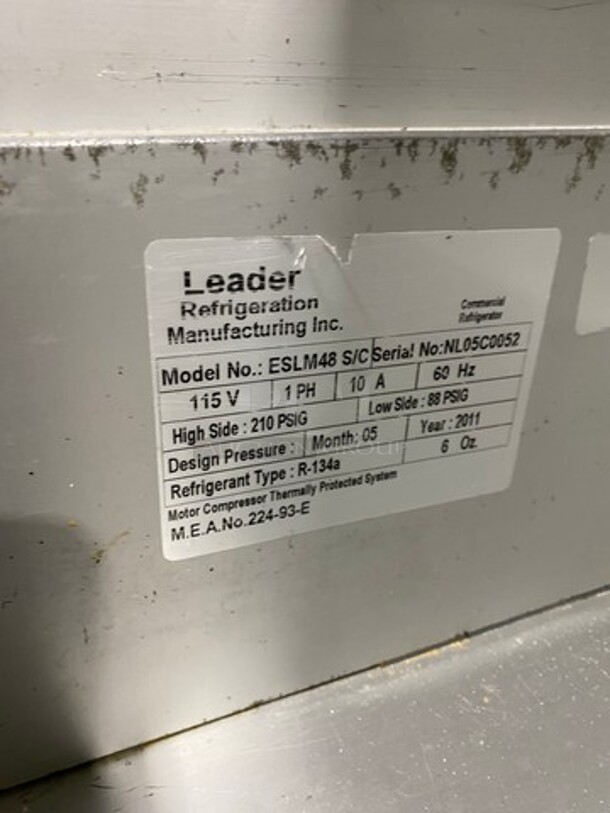 Leader
Refrigeration
Manufacturing Inc.
Commercial
Refrigerator
Model No.: ESLM48 S/C Serial No:NL05C0052
115 V 1 PH 10 A 60 Hz
High Side : 210 PSIG Low Side : 88 PSIG
Design Pressure : Month: 05 Year : 2011
Refrigerant Type : R-134a 6 Oz.
Motor Compressor Thermally Protected System
M.E.A.No.224-93-E